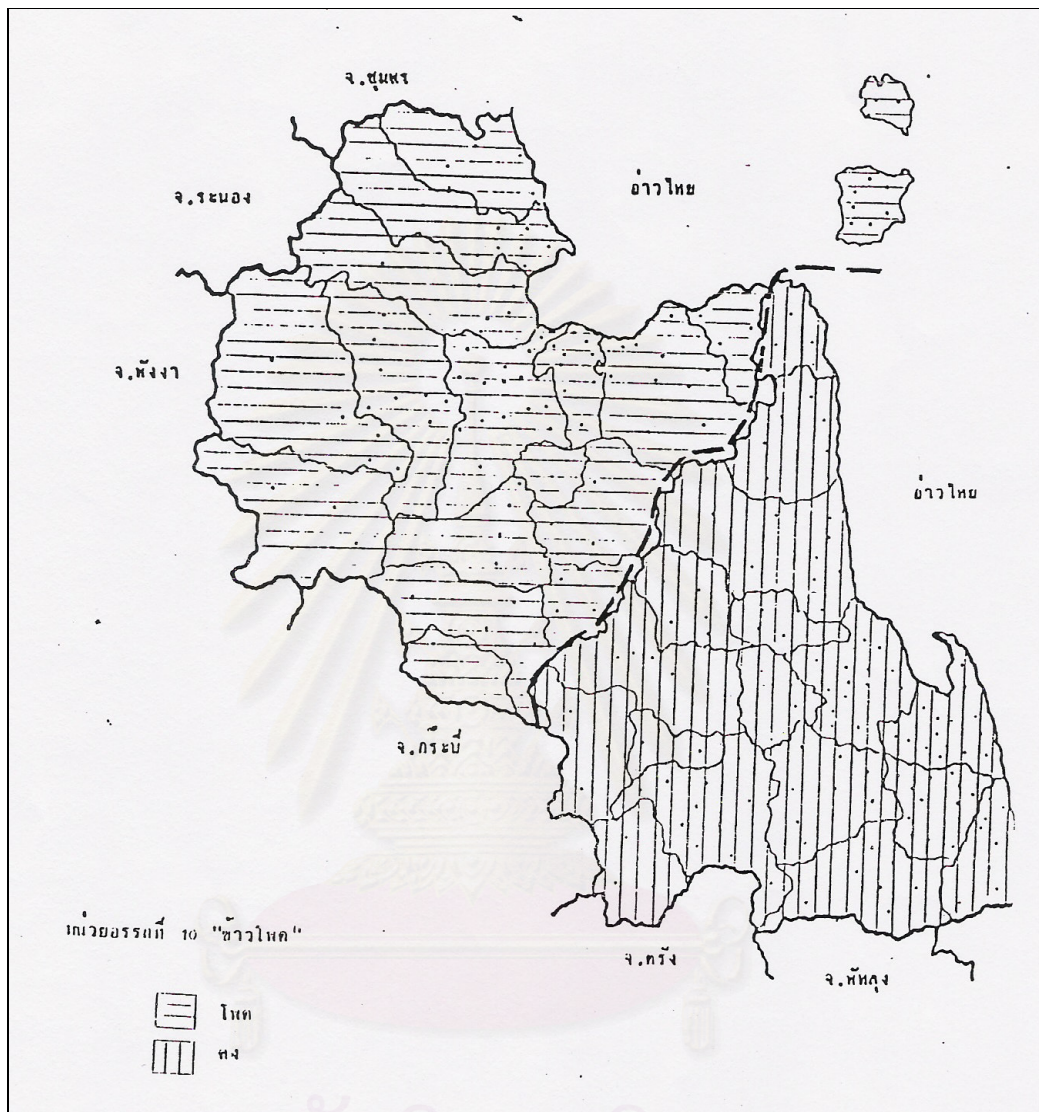 จ.ชุมพร
จ.ระนอง
อ่าวไทย
จ.พังงา
อ่าวไทย
จ.กระบี่
หน่วยอรรถที่ 10 "ข้าวโพด"
จ.ตรัง
จ.พัทลุง
โพด
คง